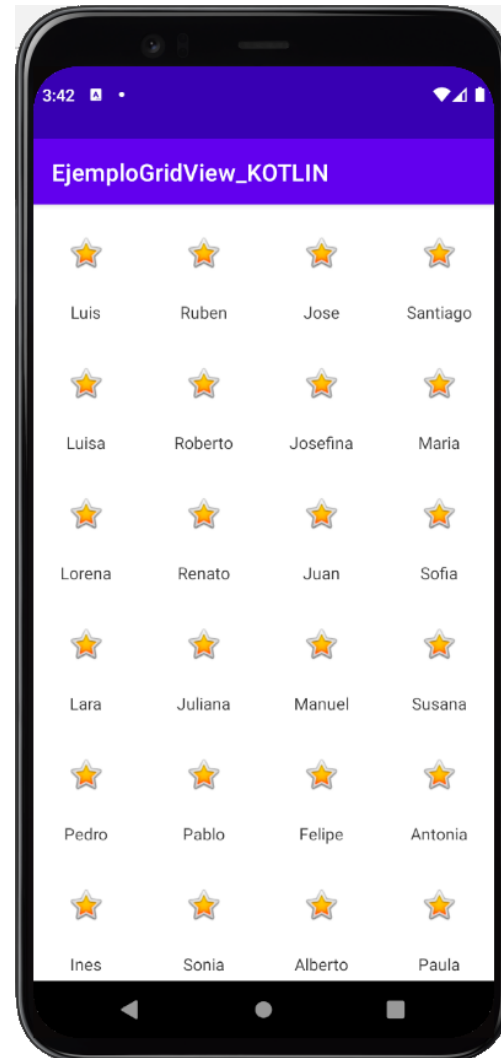 3:42 A
EjemploGridView_KOTLIN
Luis Ruben Jose Santiago
Luisa Roberto Josefina Maria
Lorena Renato Juan Sofia
Lara Juliana Manuel Susana
Pedro Pablo Felipe Antonia
Ines Sonia Alberto Paula